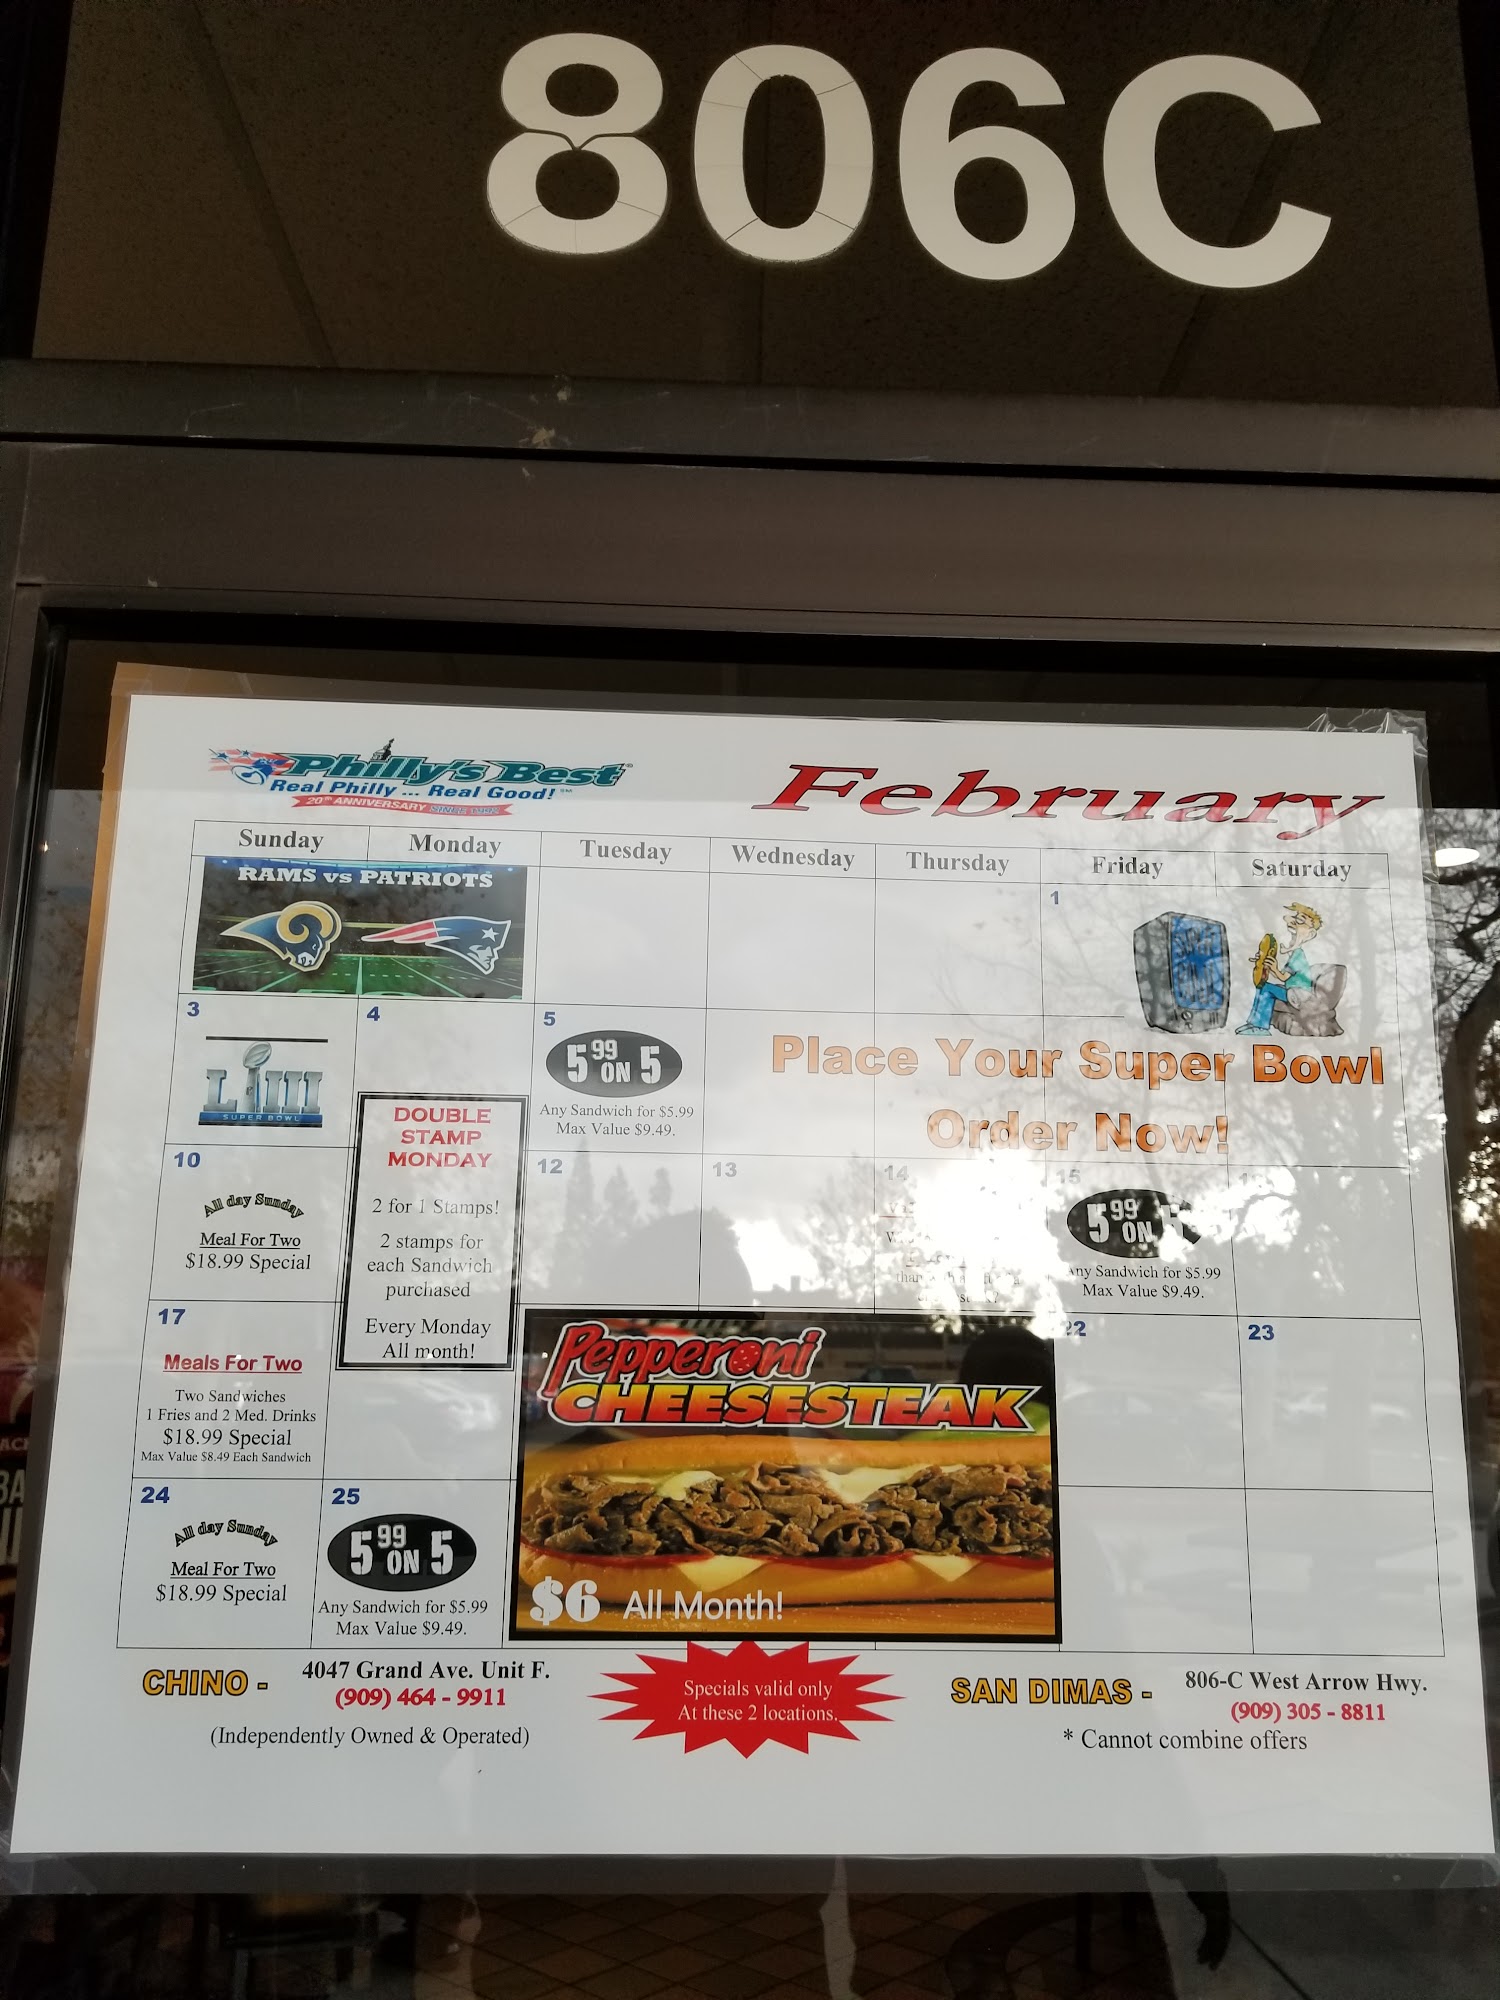 806C
Philly's Best
Real Philly ... Real Good!
20th ANNIVERSARY SINCE 1992
February
Sunday Monday Tuesday Wednesday Thursday Friday Saturday
RAMS vs PATRIOTS
1
3
LIII
SUPER BOWL
4
5
5 99 ON 5
Any Sandwich for $5.99
Max Value $9.49.
Place Your Super Bowl
Order Now!
10
All day Sunday
Meal For Two
$18.99 Special
DOUBLE
STAMP
MONDAY
2 for 1 Stamps!
2 stamps for
each Sandwich
purchased
Every Monday
All month!
12
13
14
15
5 99 ON
Any Sandwich for $5.99
Max Value $9.49.
17
Meals For Two
Two Sandwiches
1 Fries and 2 Med. Drinks
$18.99 Special
Max Value $8.49 Each Sandwich
Pepperoni
CHEESESTEAK
$6 All Month!
22
23
24
All day Sunday
Meal For Two
$18.99 Special
25
5 99 ON 5
Any Sandwich for $5.99
Max Value $9.49.
CHINO - 4047 Grand Ave. Unit F.
(909) 464 - 9911
(Independently Owned & Operated)
Specials valid only
At these 2 locations.
SAN DIMAS - 806-C West Arrow Hwy.
(909) 305 - 8811
* Cannot combine offers